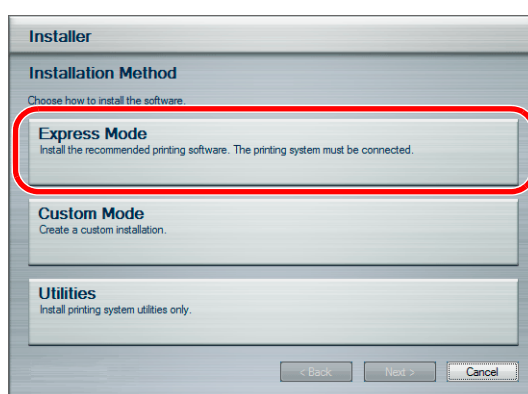 Installer
Installation Method
Choose how to install the software.
Express Mode
Install the recommended printing software. The printing system must be connected.
Custom Mode
Create a custom installation.
Utilities
Install printing system utilities only.
< Back
Next >
Cancel